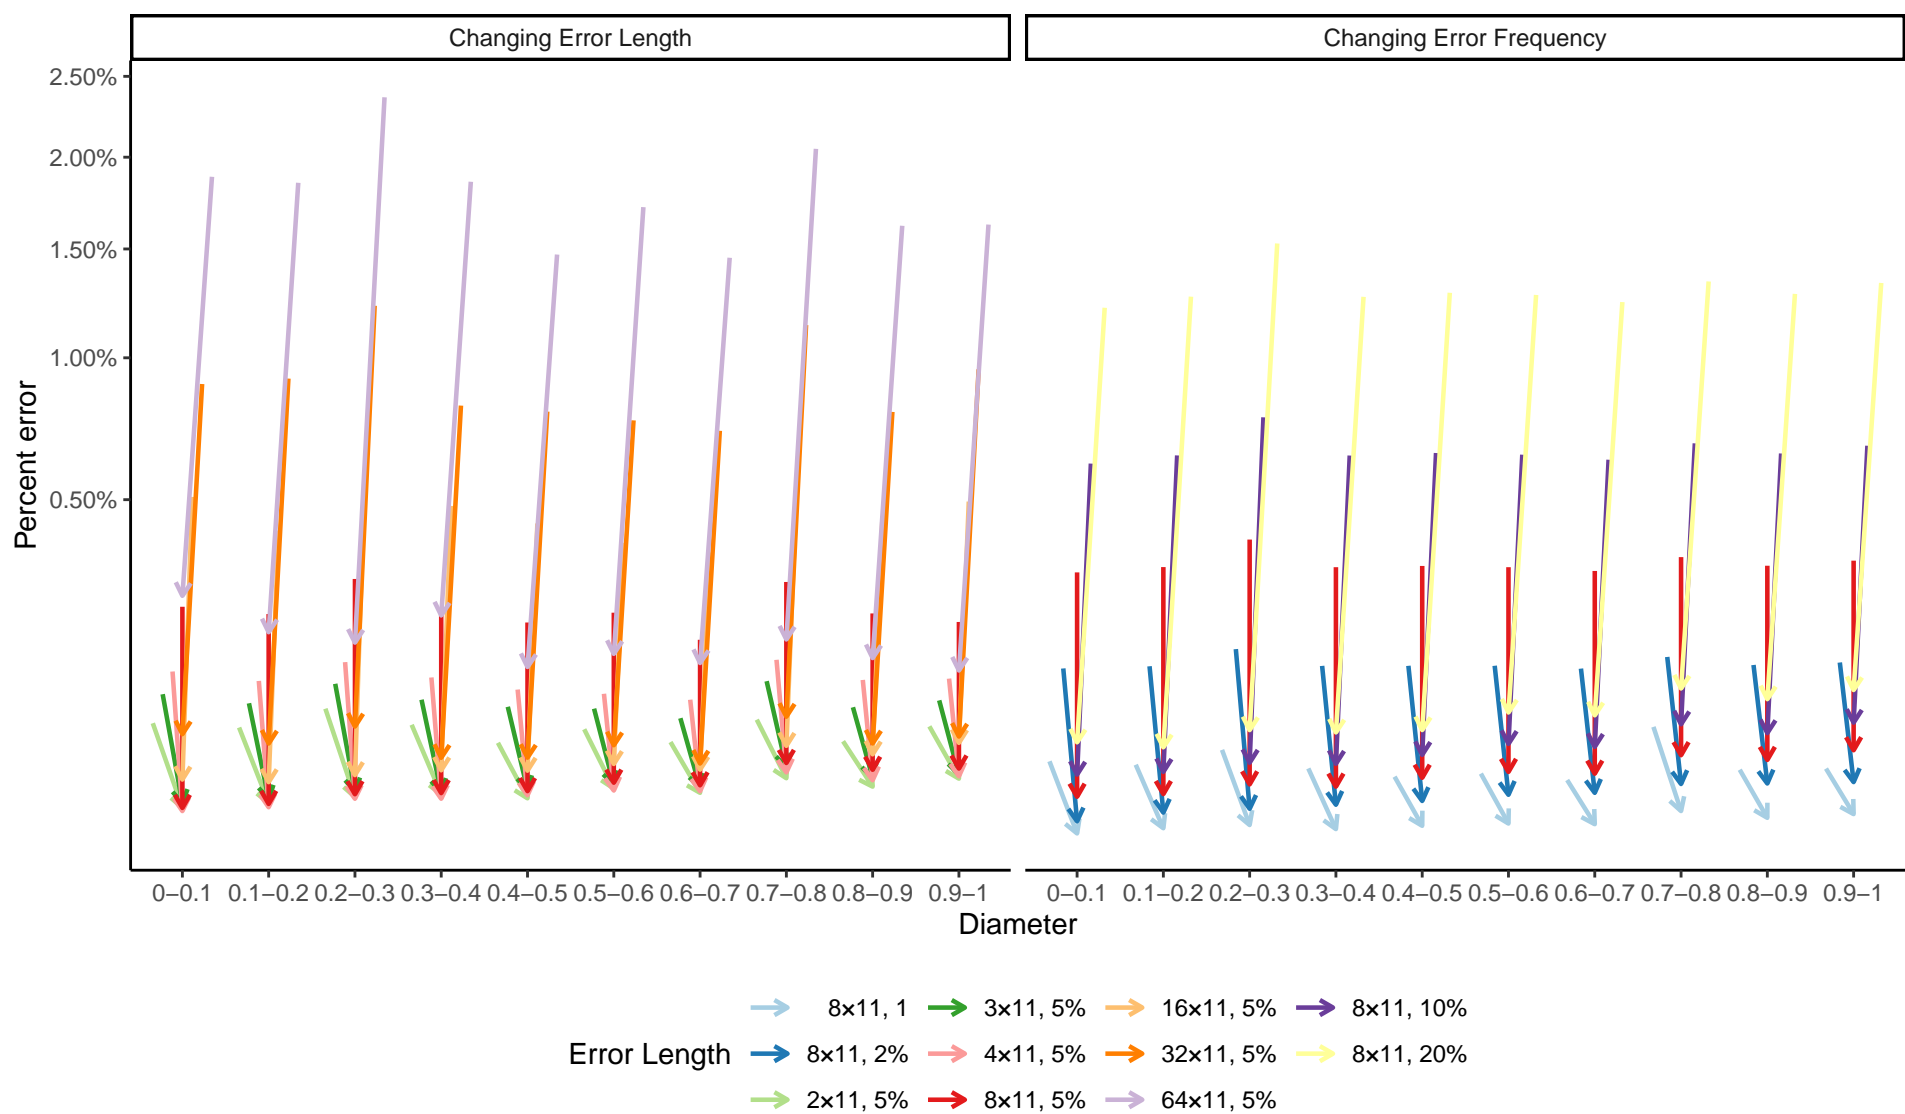 Changing Error Length
Changing Error Frequency
2.50%
2.00%
1.50%
1.00%
0.50%
Percent error
0–0.1 0.1–0.2 0.2–0.3 0.3–0.4 0.4–0.5 0.5–0.6 0.6–0.7 0.7–0.8 0.8–0.9 0.9–1
0–0.1 0.1–0.2 0.2–0.3 0.3–0.4 0.4–0.5 0.5–0.6 0.6–0.7 0.7–0.8 0.8–0.9 0.9–1
Diameter
Error Length
8×11, 1
8×11, 2%
2×11, 5%
3×11, 5%
4×11, 5%
8×11, 5%
16×11, 5%
32×11, 5%
64×11, 5%
8×11, 10%
8×11, 20%